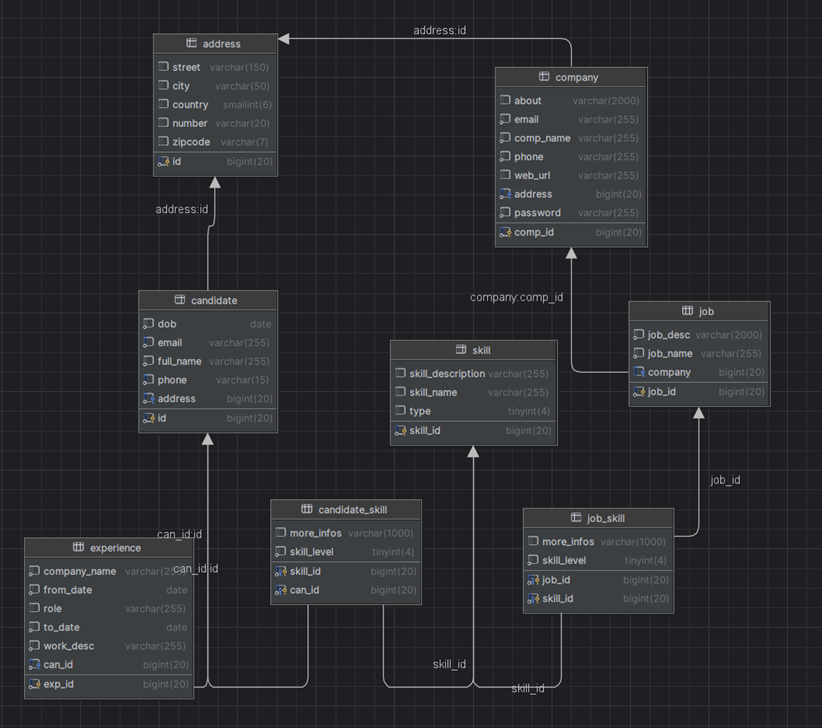 address:id
address
street varchar(150)
city varchar(50)
country smallint(6)
number varchar(20)
zipcode varchar(7)
id bigint(20)
company
about varchar(2000)
email varchar(255)
comp_name varchar(255)
phone varchar(255)
web_url varchar(255)
address bigint(20)
password varchar(255)
comp_id bigint(20)
address:id
company:comp_id
candidate
dob date
email varchar(255)
full_name varchar(255)
phone varchar(15)
address bigint(20)
id bigint(20)
job
job_desc varchar(2000)
job_name varchar(255)
company bigint(20)
job_id bigint(20)
skill
skill_description varchar(255)
skill_name varchar(255)
type tinyint(4)
skill_id bigint(20)
job_id
candidate_skill
more_infos varchar(1000)
skill_level tinyint(4)
skill_id bigint(20)
can_id bigint(20)
job_skill
more_infos varchar(1000)
skill_level tinyint(4)
job_id bigint(20)
skill_id bigint(20)
can_id:id
can_id:id
experience
company_name varchar(255)
from_date date
role varchar(255)
to_date date
work_desc varchar(255)
can_id bigint(20)
exp_id bigint(20)
skill_id
skill_id